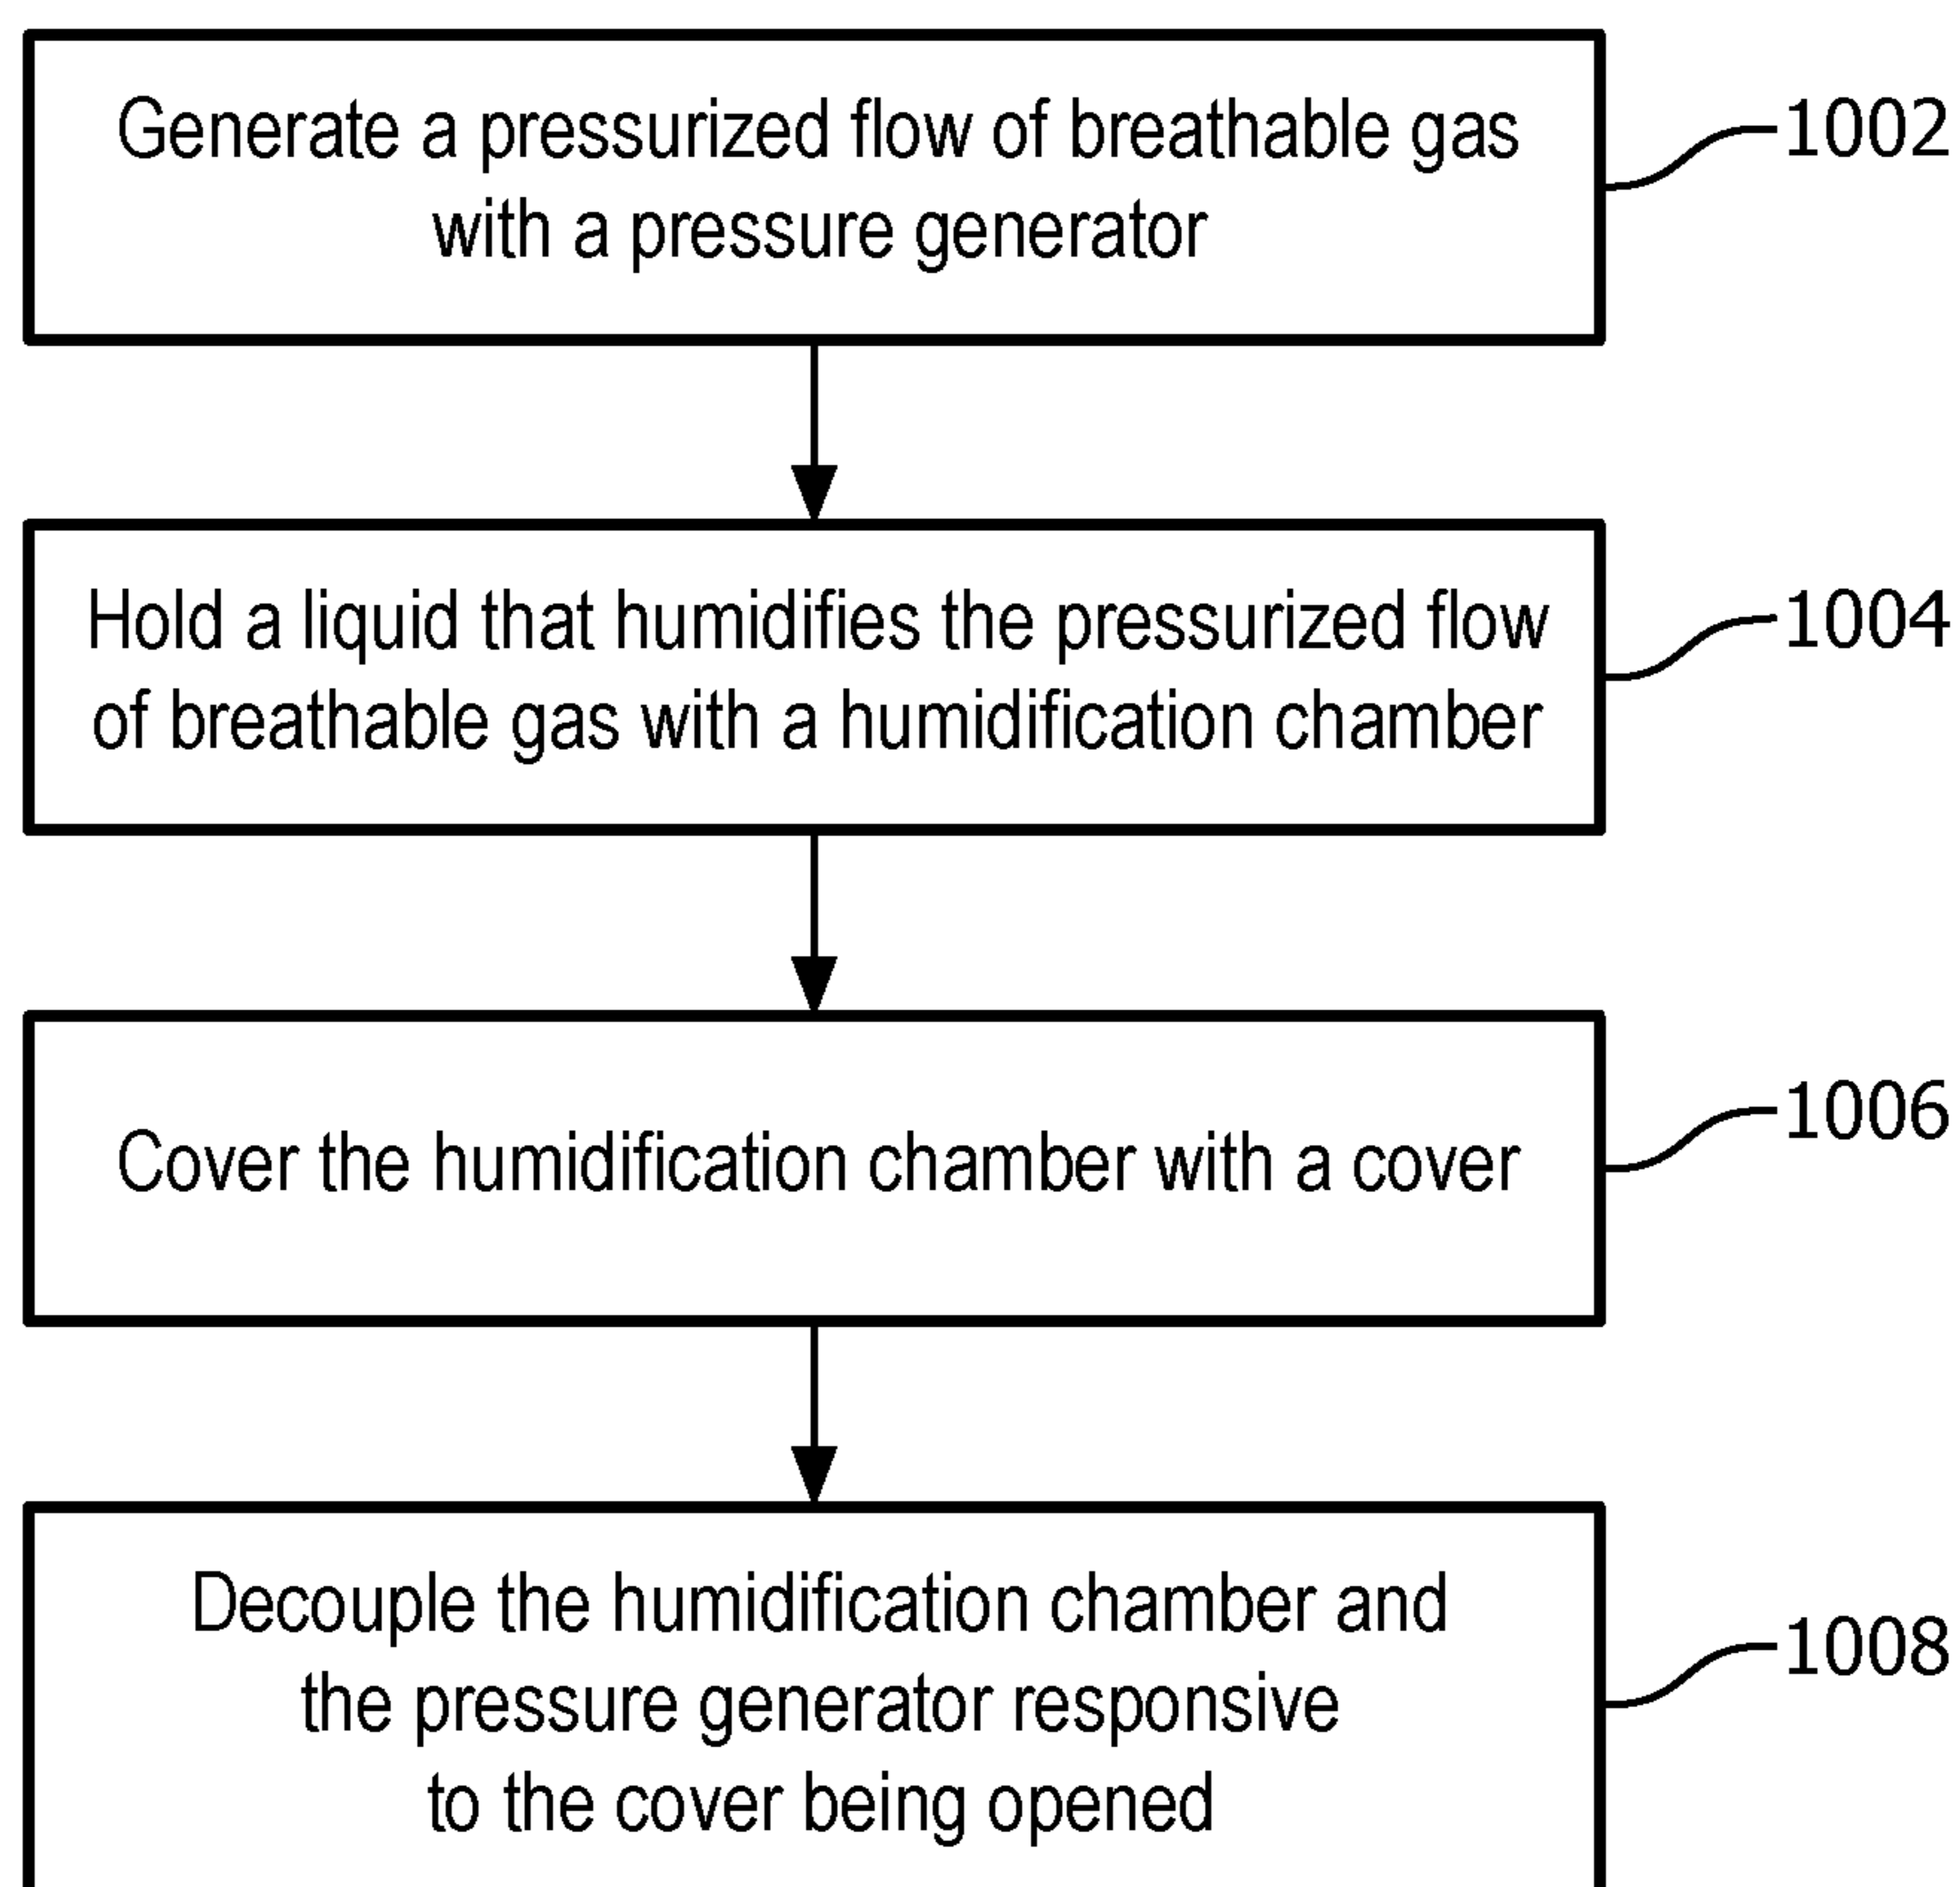 Generate a pressurized flow of breathable gas
with a pressure generator
1002
Hold a liquid that humidifies the pressurized flow
of breathable gas with a humidification chamber
1004
Cover the humidification chamber with a cover
1006
Decouple the humidification chamber and
the pressure generator responsive
to the cover being opened
1008